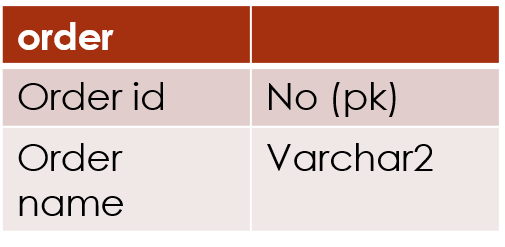 order
Order id No (pk)
Order Varchar2
name